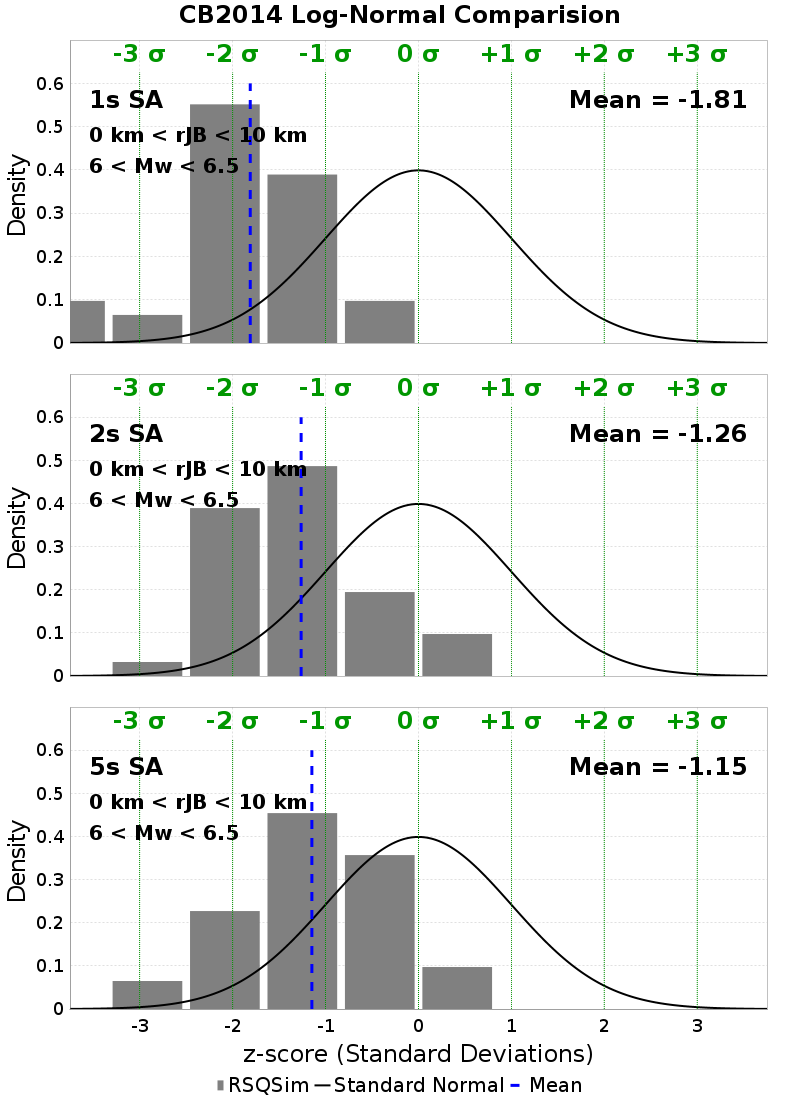 CB2014 Log-Normal Comparision
-3 σ -2 σ -1 σ 0 σ +1 σ +2 σ +3 σ
0.6
1s SA Mean = -1.81
0.5
0 km < rJB < 10 km
6 < Mw < 6.5
0.4
0.3
0.2
0.1
0
Density
-3 σ -2 σ -1 σ 0 σ +1 σ +2 σ +3 σ
0.6
2s SA Mean = -1.26
0.5
0 km < rJB < 10 km
6 < Mw < 6.5
0.4
0.3
0.2
0.1
0
Density
-3 σ -2 σ -1 σ 0 σ +1 σ +2 σ +3 σ
0.6
5s SA Mean = -1.15
0.5
0 km < rJB < 10 km
6 < Mw < 6.5
0.4
0.3
0.2
0.1
0
Density
-3 -2 -1 0 1 2 3
z-score (Standard Deviations)
RSQSim Standard Normal Mean